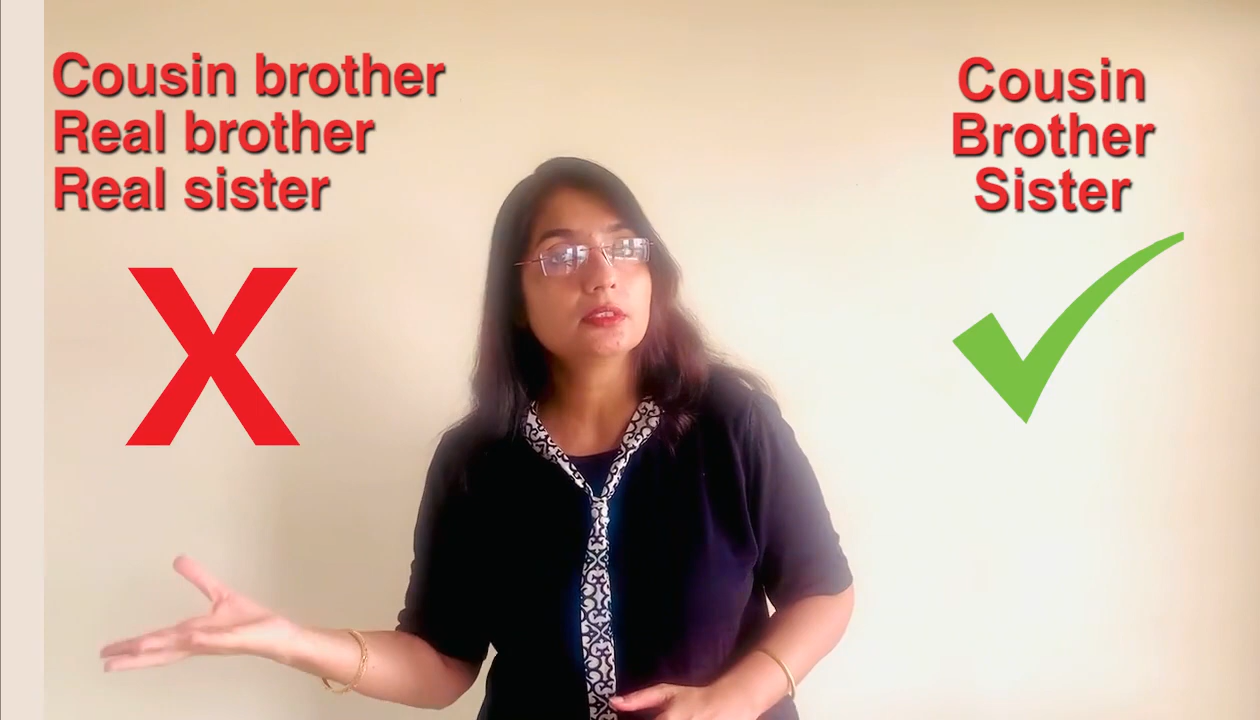 Cousin brother
Real brother
Real sister
X
Cousin
Brother
Sister